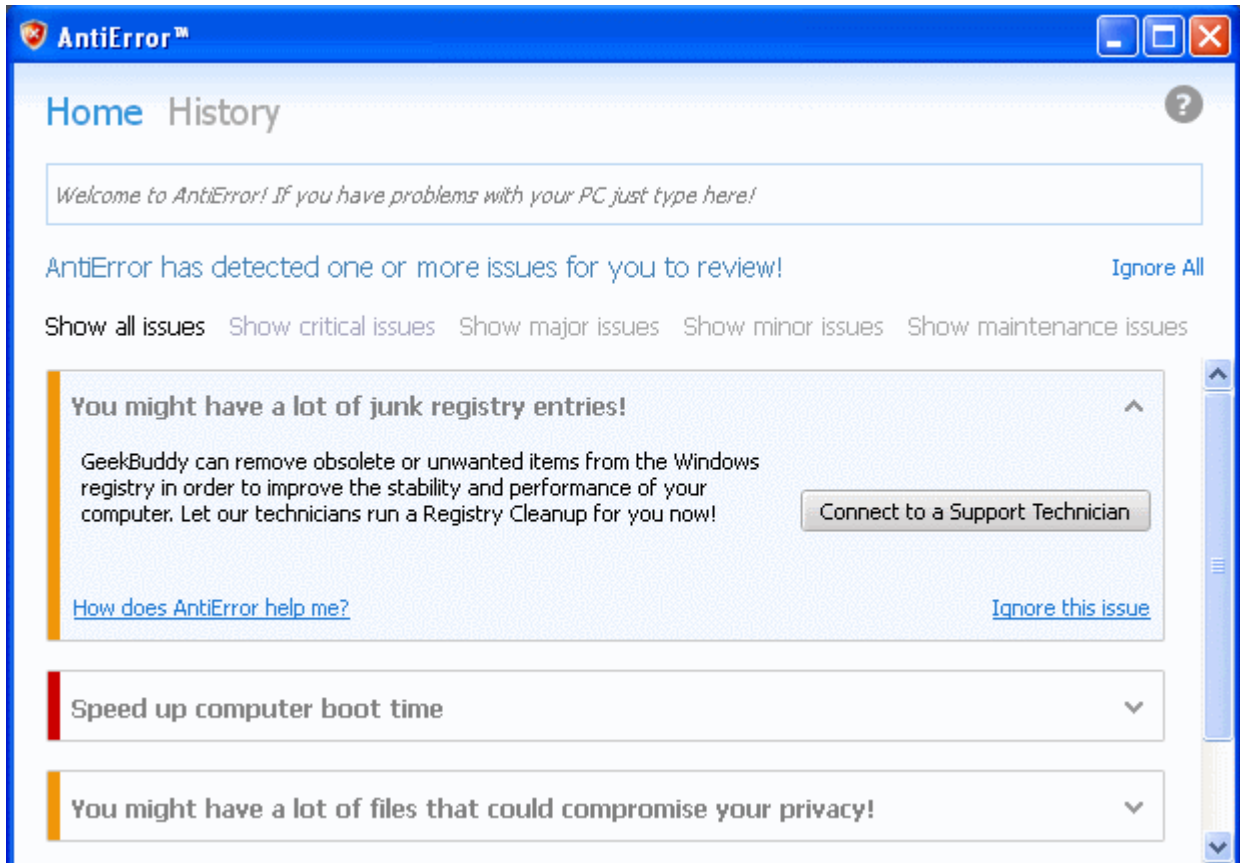 AntiError™
Home History
?
Welcome to AntiError! If you have problems with your PC just type here!
AntiError has detected one or more issues for you to review! Ignore All
Show all issues Show critical issues Show major issues Show minor issues Show maintenance issues
You might have a lot of junk registry entries!
GeekBuddy can remove obsolete or unwanted items from the Windows
registry in order to improve the stability and performance of your
computer. Let our technicians run a Registry Cleanup for you now!
Connect to a Support Technician
How does AntiError help me? Ignore this issue
Speed up computer boot time
You might have a lot of files that could compromise your privacy!